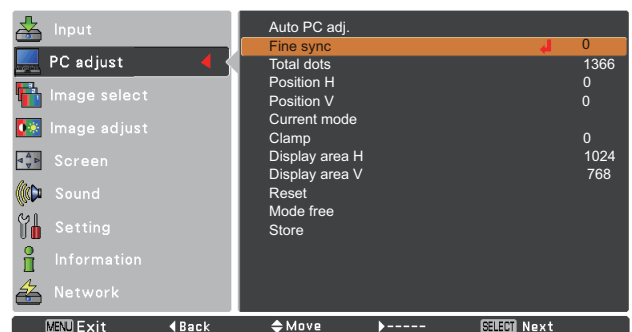 Input
PC adjust
Image select
Image adjust
Screen
Sound
Setting
Information
Network
Auto PC adj.
Fine sync 0
Total dots 1366
Position H 0
Position V 0
Current mode
Clamp 0
Display area H 1024
Display area V 768
Reset
Mode free
Store
MENU Exit Back Move ----- SELECT Next